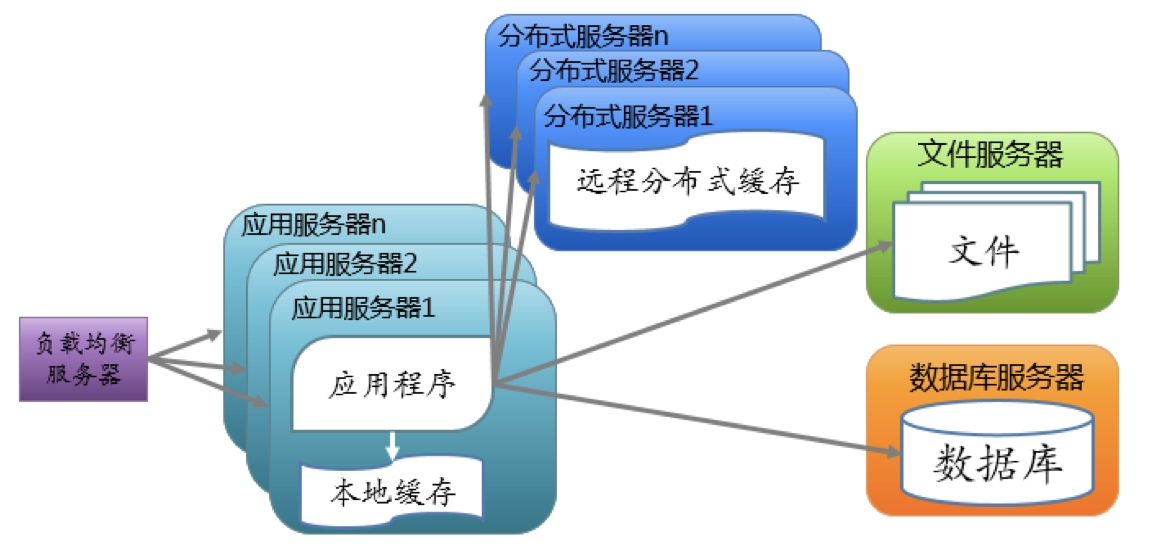 分布式服务器n
分布式服务器2
分布式服务器1
远程分布式缓存
文件服务器
文件
应用服务器n
应用服务器2
应用服务器1
应用程序
本地缓存
负载均衡
服务器
数据库服务器
数据库